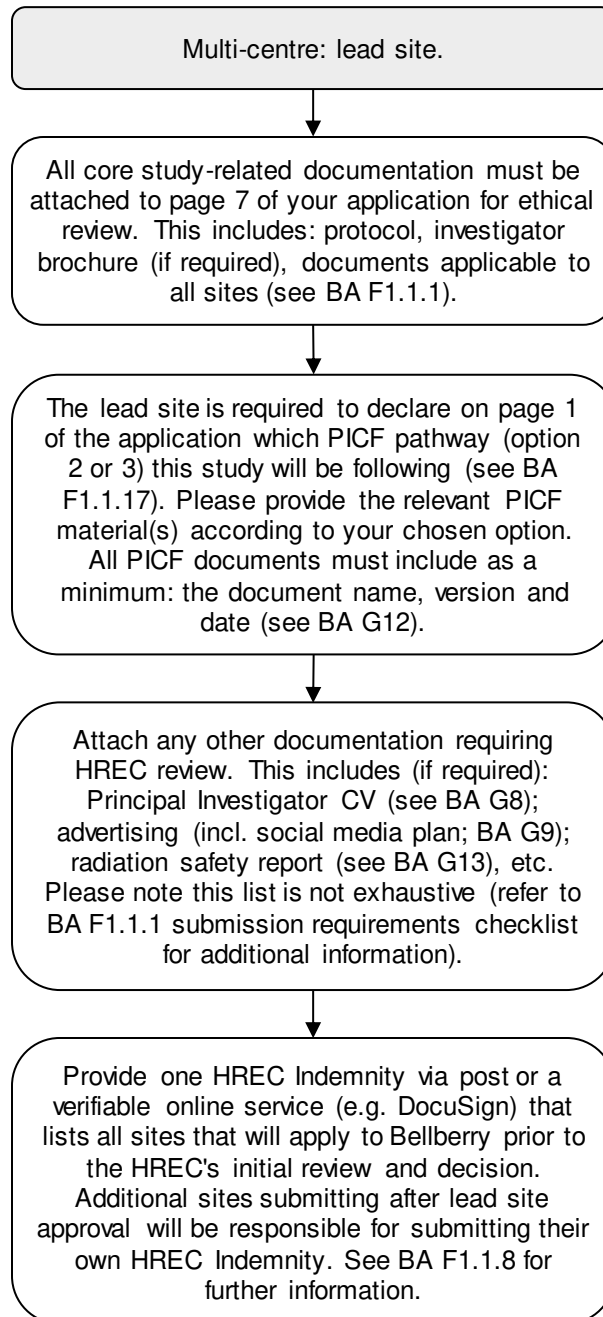 Multi-centre: lead site.
All core study-related documentation must be
attached to page 7 of your application for ethical
review. This includes: protocol, investigator
brochure (if required), documents applicable to
all sites (see BA F1.1.1).
The lead site is required to declare on page 1
of the application which PICF pathway (option
2 or 3) this study will be following (see BA
F1.1.17). Please provide the relevant PICF
material(s) according to your chosen option.
All PICF documents must include as a
minimum: the document name, version and
date (see BA G12).
Attach any other documentation requiring
HREC review. This includes (if required):
Principal Investigator CV (see BA G8);
advertising (incl. social media plan; BA G9);
radiation safety report (see BA G13), etc.
Please note this list is not exhaustive (refer to
BA F1.1.1 submission requirements checklist
for additional information).
Provide one HREC Indemnity via post or a
verifiable online service (e.g. DocuSign) that
lists all sites that will apply to Bellberry prior to
the HREC's initial review and decision.
Additional sites submitting after lead site
approval will be responsible for submitting their
own HREC Indemnity. See BA F1.1.8 for
further information.